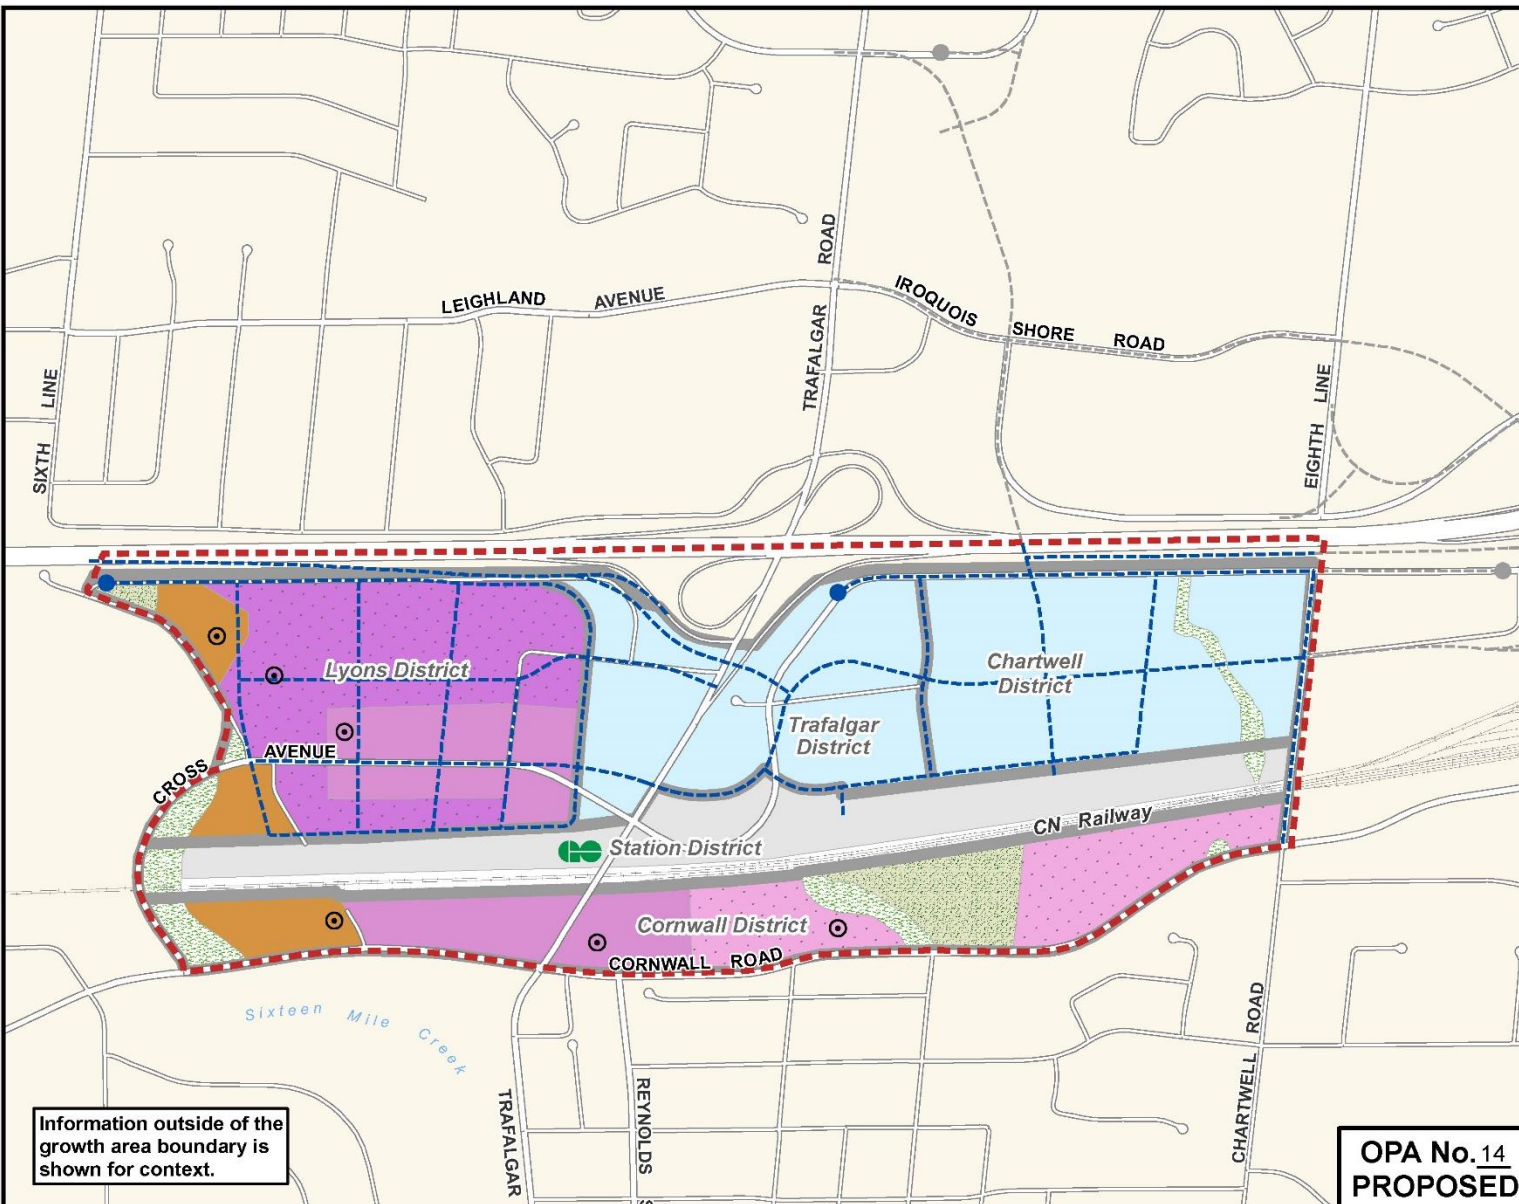 ROAD
TRAFALGAR
LEIGHLAND AVENUE
IROQUOIS SHORE ROAD
SIXTH LINE
EIGHTH LINE
Lyons District
Chartwell
District
Trafalgar
District
CROSS AVENUE
CN Railway
GO Station District
Cornwall District
CORNWALL ROAD
Sixteen Mile Creek
TRAFALGAR
REYNOLDS
CHARTWELL ROAD
Information outside of the
growth area boundary is
shown for context.
OPA No. 14
PROPOSED